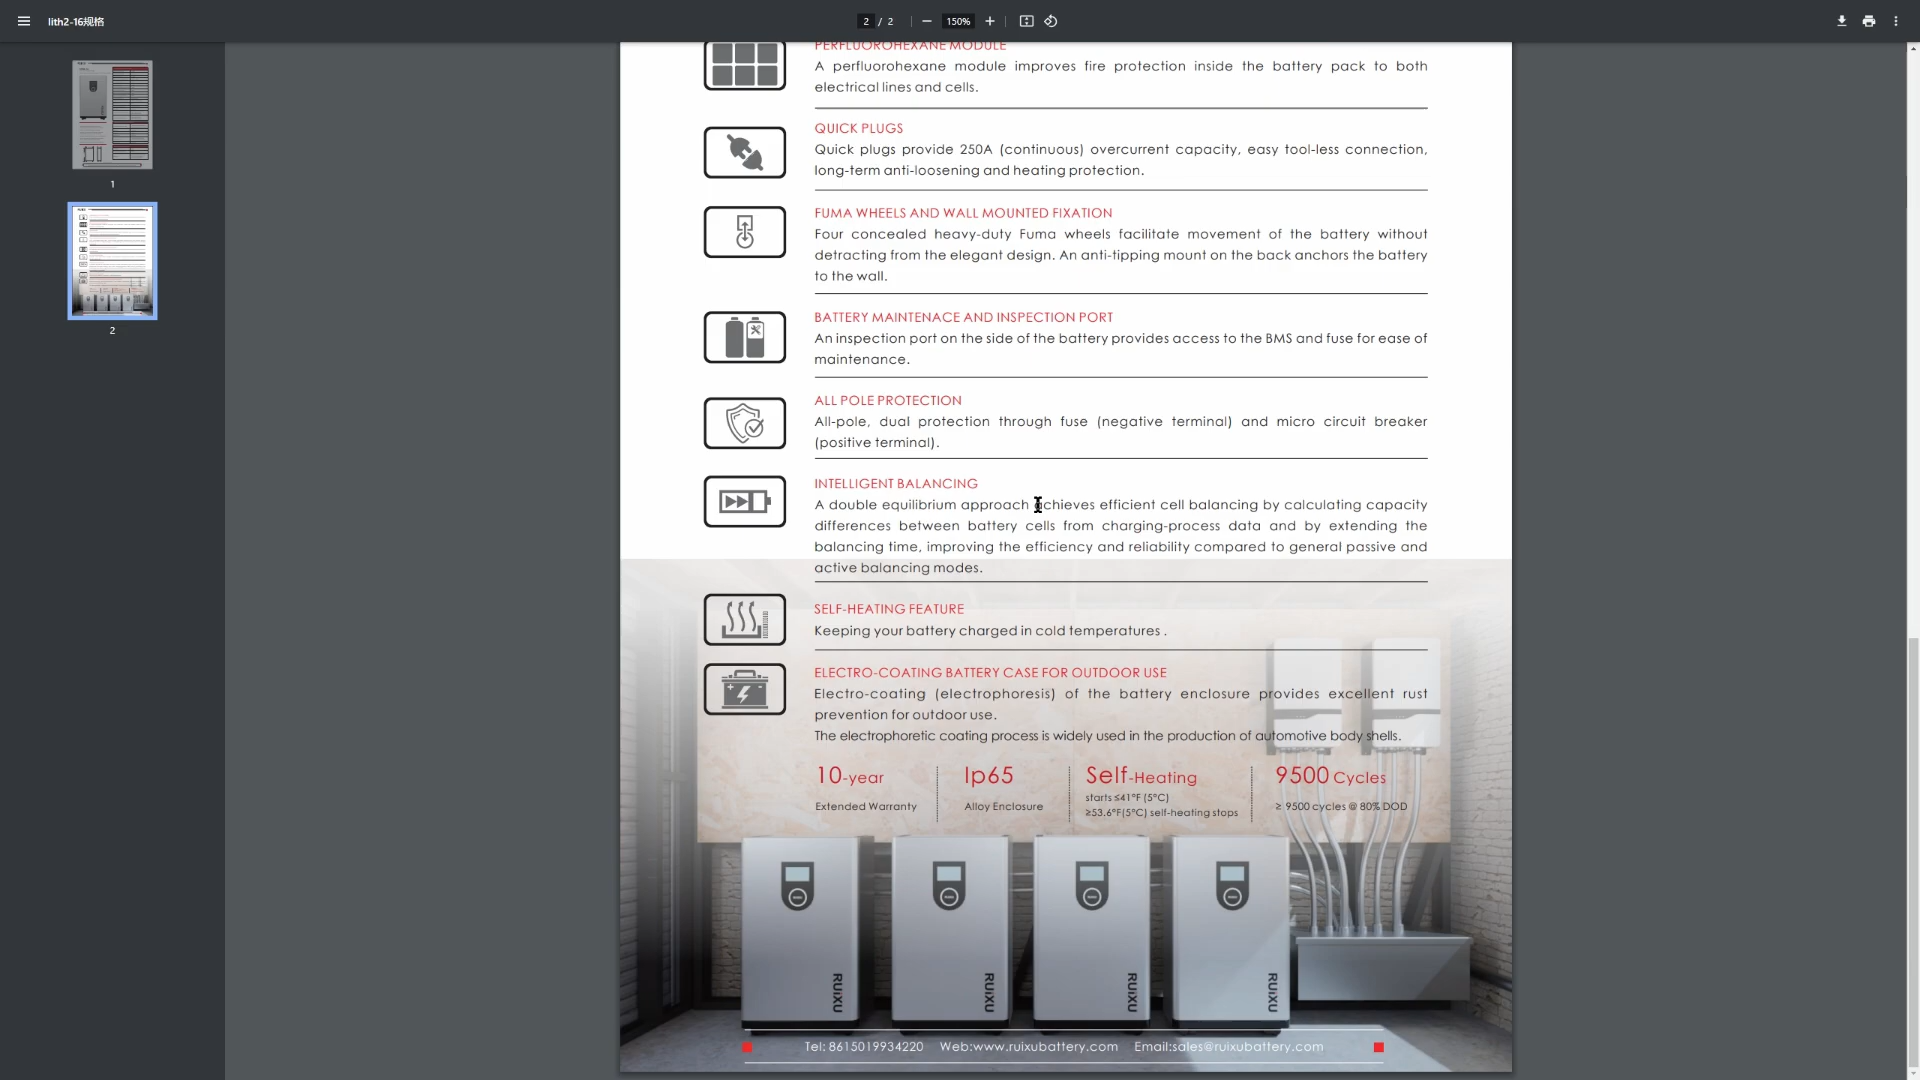 lith2-16规格
2 / 2
150%
1
2
PERFLUOROHEXANE MODULE
A perfluorohexane module improves fire protection inside the battery pack to both
electrical lines and cells.
QUICK PLUGS
Quick plugs provide 250A (continuous) overcurrent capacity, easy tool-less connection,
long-term anti-loosening and heating protection.
FUMA WHEELS AND WALL MOUNTED FIXATION
Four concealed heavy-duty Fuma wheels facilitate movement of the battery without
detracting from the elegant design. An anti-tipping mount on the back anchors the battery
to the wall.
BATTERY MAINTENACE AND INSPECTION PORT
An inspection port on the side of the battery provides access to the BMS and fuse for ease of
maintenance.
ALL POLE PROTECTION
All-pole, dual protection through fuse (negative terminal) and micro circuit breaker
(positive terminal).
INTELLIGENT BALANCING
A double equilibrium approach achieves efficient cell balancing by calculating capacity
differences between battery cells from charging-process data and by extending the
balancing time, improving the efficiency and reliability compared to general passive and
active balancing modes.
SELF-HEATING FEATURE
Keeping your battery charged in cold temperatures .
ELECTRO-COATING BATTERY CASE FOR OUTDOOR USE
Electro-coating (electrophoresis) of the battery enclosure provides excellent rust
prevention for outdoor use.
The electrophoretic coating process is widely used in the production of automotive body shells.
10-year
Extended Warranty
Ip65
Alloy Enclosure
Self-Heating
starts ≤41°F (5°C)
≥53.6°F(5°C) self-heating stops
9500 Cycles
≥ 9500 cycles @ 80% DOD
RUiXU
RUiXU
RUiXU
RUiXU
Tel: 8615019934220 Web:www.ruixubattery.com Email:sales@ruixubattery.com